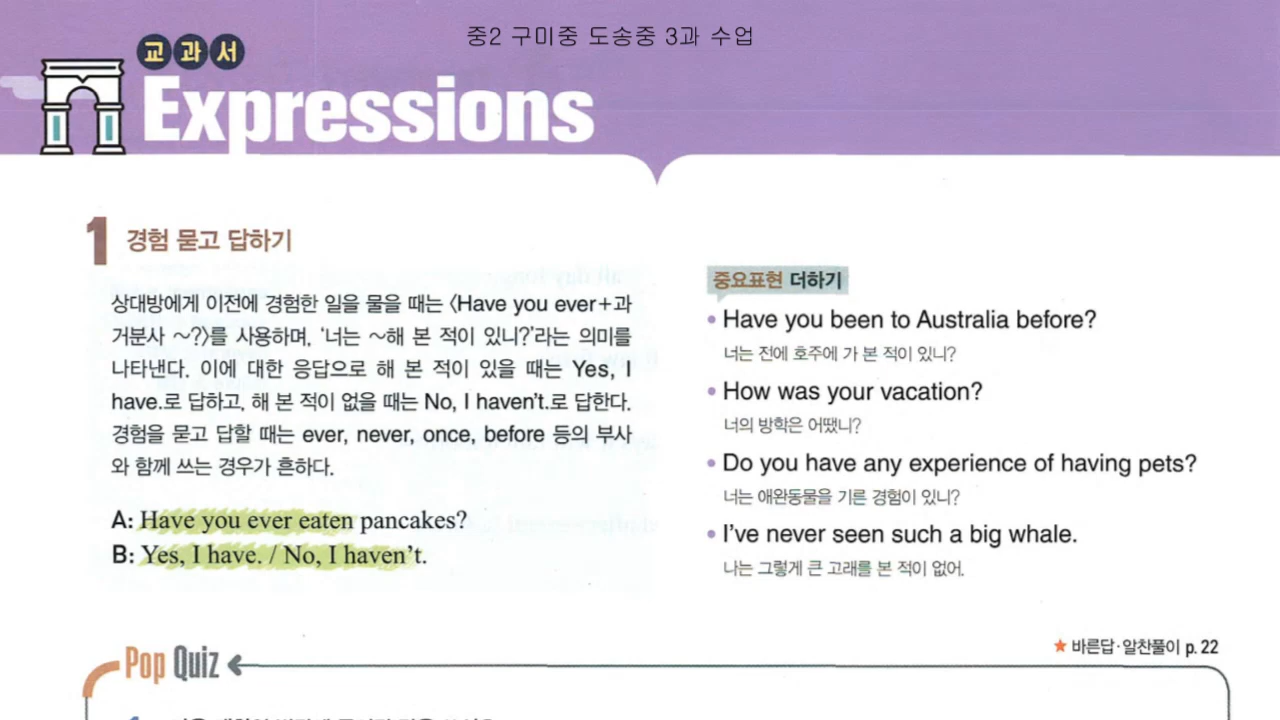 중2 구미중 도송중 3과 수업
교과서
Expressions
1 경험 묻고 답하기
상대방에게 이전에 경험한 일을 물을 때는 〈Have you ever+과
거분사 ~?〉를 사용하며, ‘너는 ~해 본 적이 있니?’라는 의미를
나타낸다. 이에 대한 응답으로 해 본 적이 있을 때는 Yes, I
have.로 답하고, 해 본 적이 없을 때는 No, I haven’t.로 답한다.
경험을 묻고 답할 때는 ever, never, once, before 등의 부사
와 함께 쓰는 경우가 흔하다.
A: Have you ever eaten pancakes?
B: Yes, I have. / No, I haven’t.
중요표현 더하기
• Have you been to Australia before?
너는 전에 호주에 가 본 적이 있니?
• How was your vacation?
너의 방학은 어땠니?
• Do you have any experience of having pets?
너는 애완동물을 기른 경험이 있니?
• I’ve never seen such a big whale.
나는 그렇게 큰 고래를 본 적이 없어.
★ 바른답·알찬풀이 p. 22
Pop Quiz